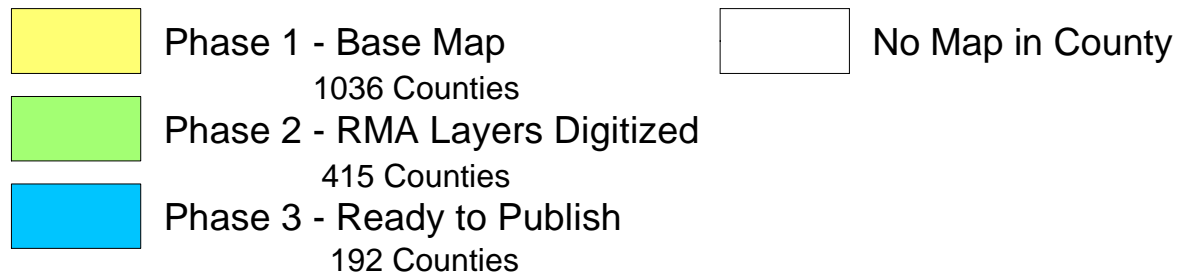 Phase 1 - Base Map
1036 Counties
Phase 2 - RMA Layers Digitized
415 Counties
Phase 3 - Ready to Publish
192 Counties
No Map in County